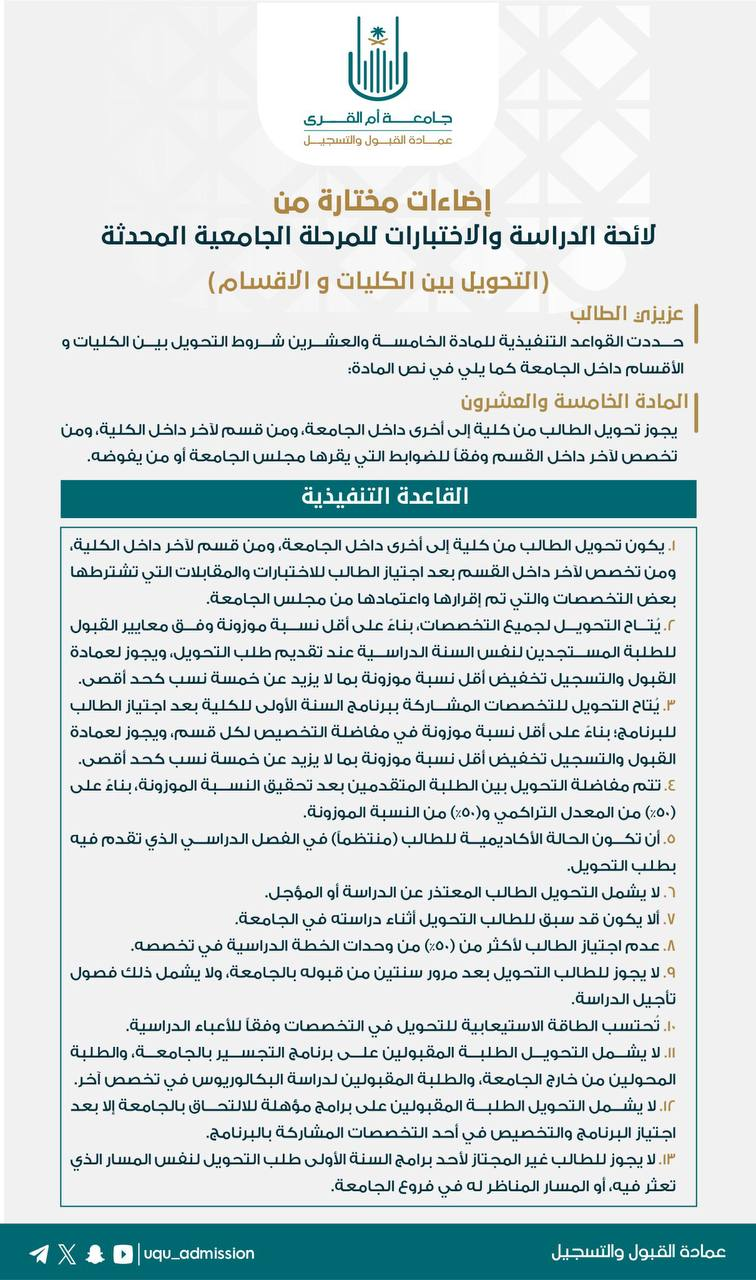 جامعة أم القرى
عمادة القبول والتسجيل
إضاءات مختارة من
لائحة الدراسة والاختبارات للمرحلة الجامعية المحدثة
(التحويل بين الكليات و الاقسام)
عزيزي الطالب
حددت القواعد التنفيذية للمادة الخامسة والعشرين شروط التحويل بين الكليات و
الأقسام داخل الجامعة كما يلي في نص المادة:
المادة الخامسة والعشرون
يجوز تحويل الطالب من كلية إلى أخرى داخل الجامعة، ومن قسم لآخر داخل الكلية، ومن
تخصص لآخر داخل القسم وفقاً للضوابط التي يقرها مجلس الجامعة أو من يفوضه.
القاعدة التنفيذية
١. يكون تحويل الطالب من كلية إلى أخرى داخل الجامعة، ومن قسم لآخر داخل الكلية،
ومن تخصص لآخر داخل القسم بعد اجتياز الطالب للاختبارات والمقابلات التي تشترطها
بعض التخصصات والتي تم إقرارها واعتمادها من مجلس الجامعة.
٢. يُتاح التحويل لجميع التخصصات، بناءً على أقل نسبة موزونة وفق معايير القبول
للطلبة المستجدين لنفس السنة الدراسية عند تقديم طلب التحويل، ويجوز لعمادة
القبول والتسجيل تخفيض أقل نسبة موزونة بما لا يزيد عن خمسة نسب كحد أقصى.
٣. يُتاح التحويل للتخصصات المشاركة ببرنامج السنة الأولى للكلية بعد اجتياز الطالب
للبرنامج؛ بناءً على أقل نسبة موزونة في مفاضلة التخصيص لكل قسم، ويجوز لعمادة
القبول والتسجيل تخفيض أقل نسبة موزونة بما لا يزيد عن خمسة نسب كحد أقصى.
٤. تتم مفاضلة التحويل بين الطلبة المتقدمين بعد تحقيق النسبة الموزونة، بناءً على
(٥٠٪) من المعدل التراكمي و(٥٠٪) من النسبة الموزونة.
٥. أن تكون الحالة الأكاديمية للطالب (منتظماً) في الفصل الدراسي الذي تقدم فيه
بطلب التحويل.
٦. لا يشمل التحويل الطالب المعتذر عن الدراسة أو المؤجل.
٧. ألا يكون قد سبق للطالب التحويل أثناء دراسته في الجامعة.
٨. عدم اجتياز الطالب لأكثر من (٥٠٪) من وحدات الخطة الدراسية في تخصصه.
٩. لا يجوز للطالب التحويل بعد مرور سنتين من قبوله بالجامعة، ولا يشمل ذلك فصول
تأجيل الدراسة.
١٠. تُحتسب الطاقة الاستيعابية للتحويل في التخصصات وفقاً للأعباء الدراسية.
١١. لا يشمل التحويل الطلبة المقبولين على برنامج التجسير بالجامعة، والطلبة
المحولين من خارج الجامعة، والطلبة المقبولين لدراسة البكالوريوس في تخصص آخر.
١٢. لا يشمل التحويل الطلبة المقبولين على برامج مؤهلة للالتحاق بالجامعة إلا بعد
اجتياز البرنامج والتخصيص في أحد التخصصات المشاركة بالبرنامج.
١٣. لا يجوز للطالب غير المجتاز لأحد برامج السنة الأولى طلب التحويل لنفس المسار الذي
تعثر فيه، أو المسار المناظر له في فروع الجامعة.
عمادة القبول والتسجيل
uqu_admission